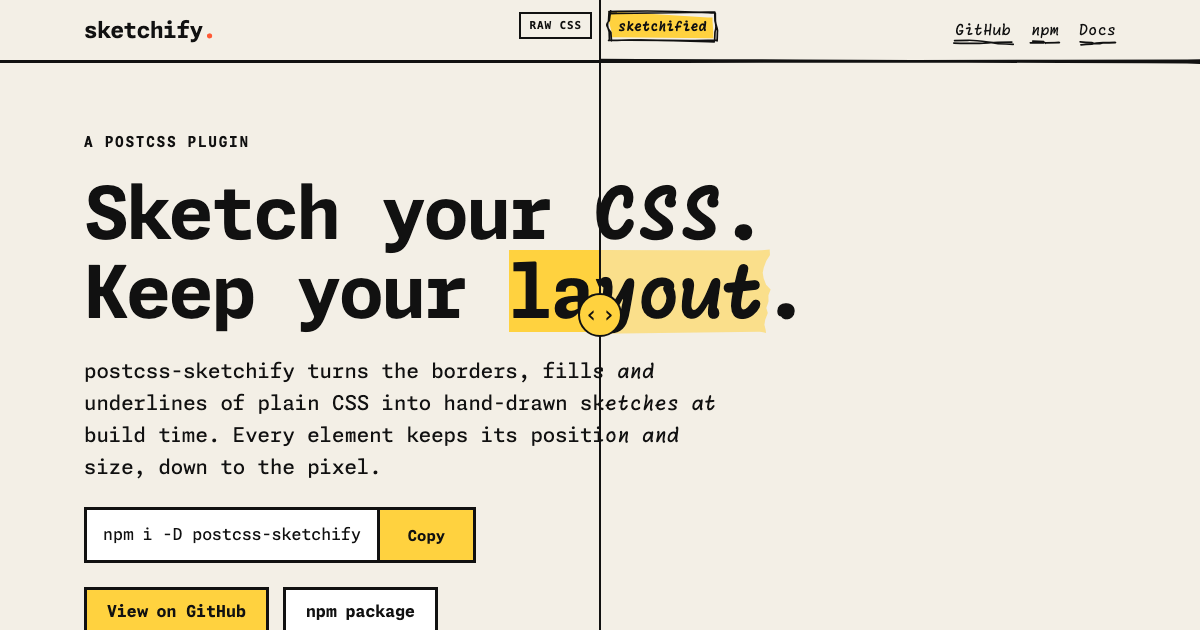 sketchify.
RAW CSS
sketchified
GitHub npm Docs
A POSTCSS PLUGIN
Sketch your CSS.
Keep your layout.
postcss-sketchify turns the borders, fills and
underlines of plain CSS into hand-drawn sketches at
build time. Every element keeps its position and
size, down to the pixel.
npm i -D postcss-sketchify
Copy
View on GitHub
npm package